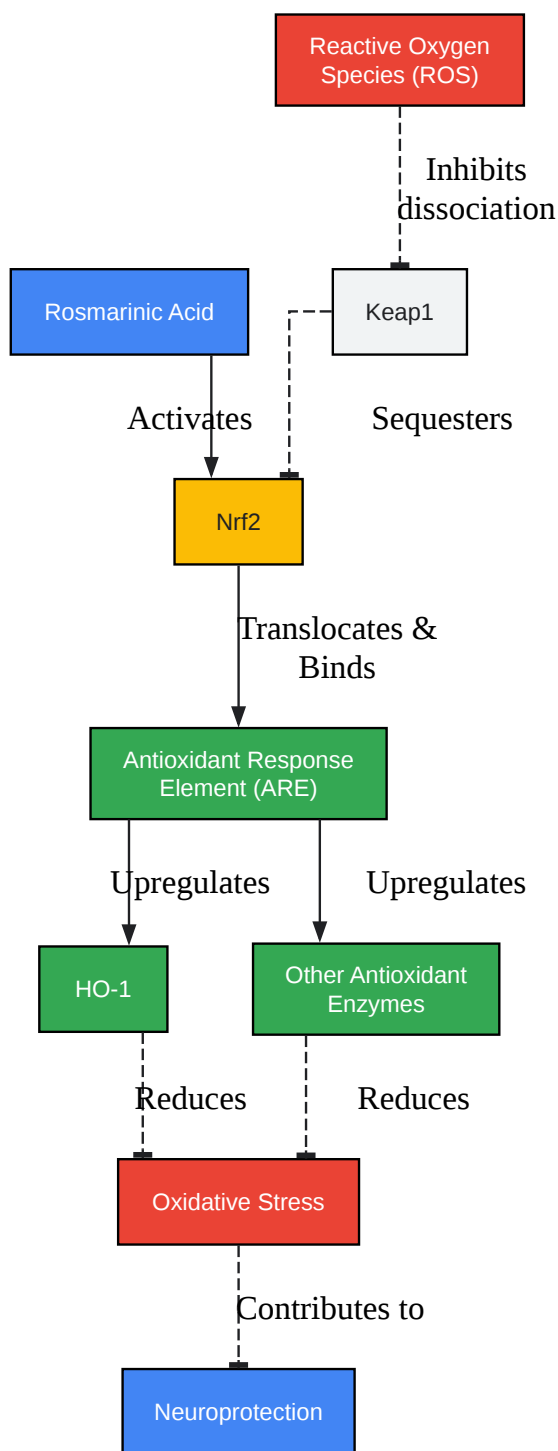 Reactive Oxygen
Species (ROS)
Inhibits
dissociation
Rosmarinic Acid
Keap1
Activates
Sequesters
Nrf2
Translocates &
Binds
Antioxidant Response
Element (ARE)
Upregulates
Upregulates
HO-1
Other Antioxidant
Enzymes
Reduces
Reduces
Oxidative Stress
Contributes to
Neuroprotection